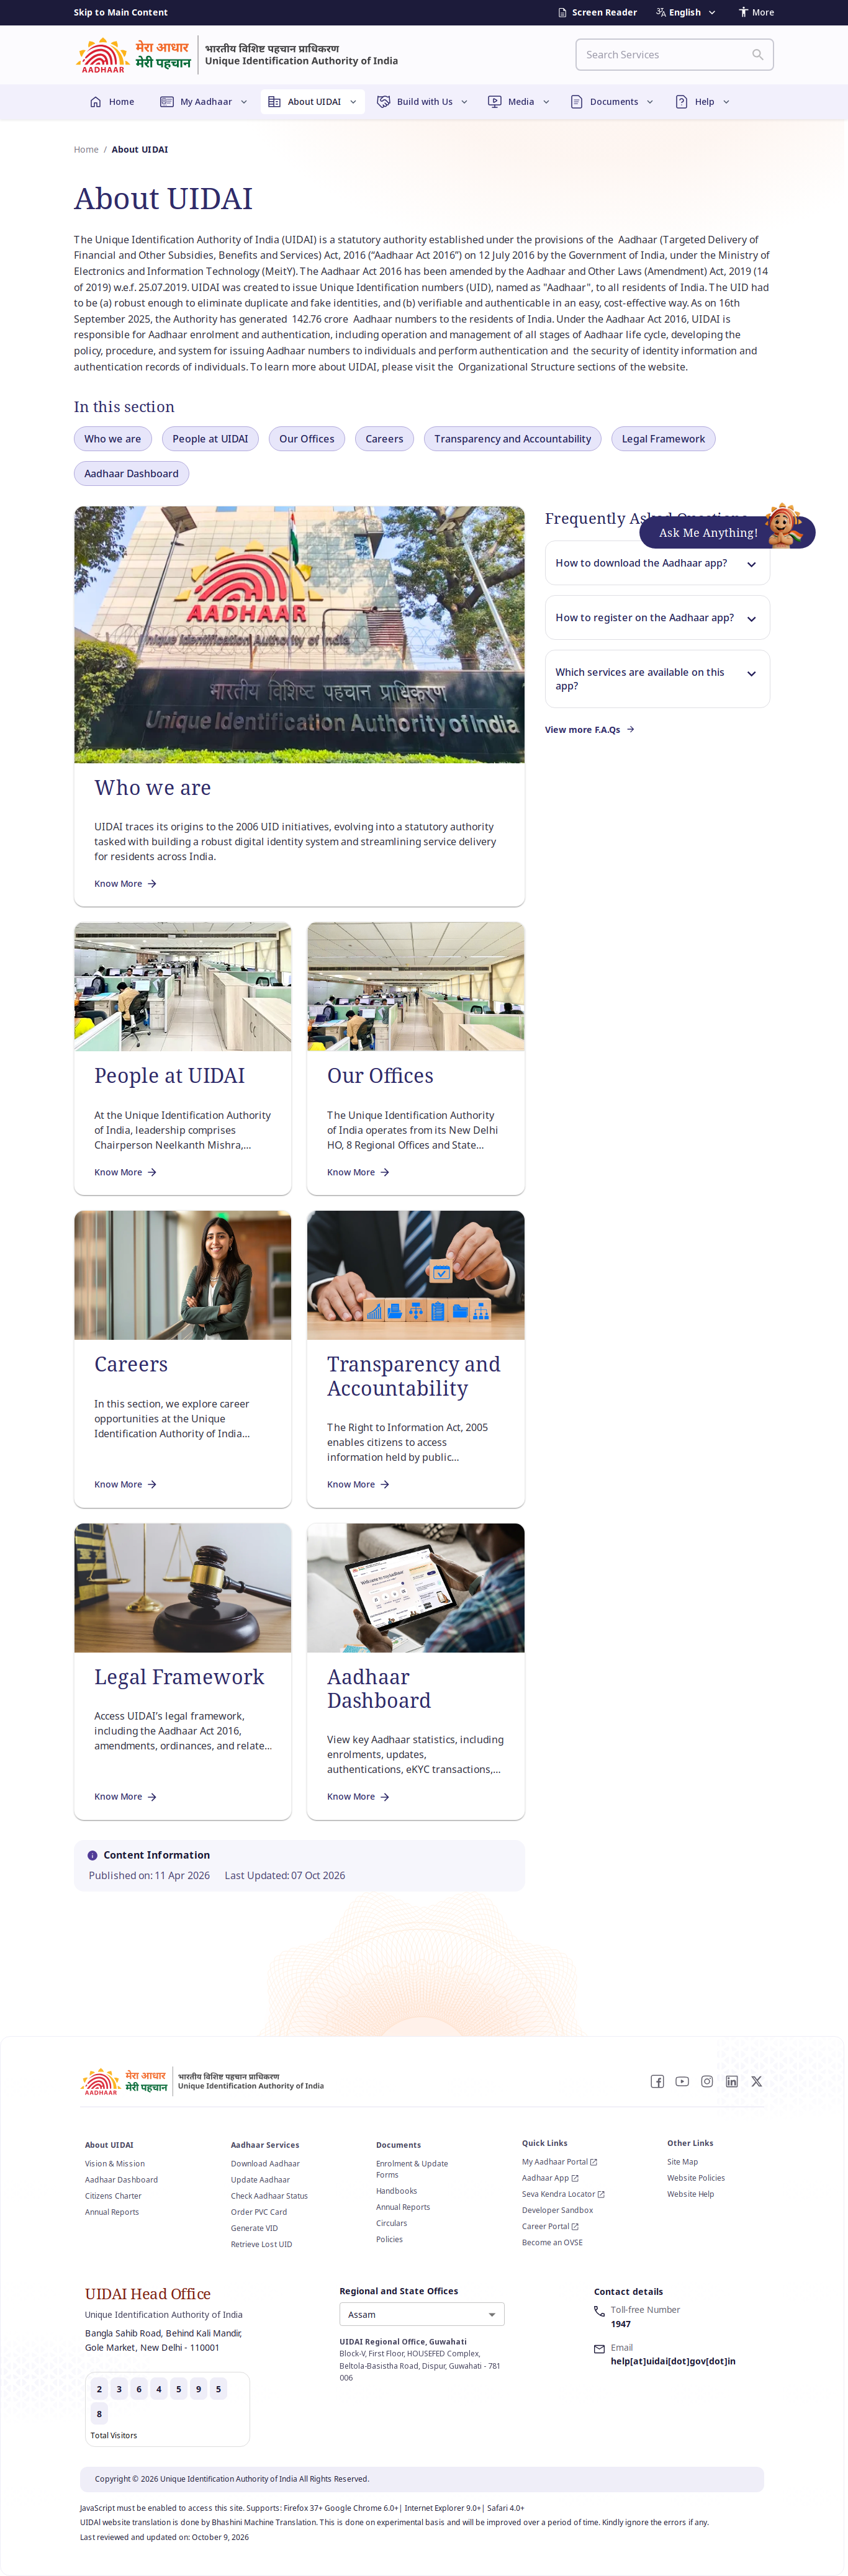 Skip to Main Content
Screen Reader
English
More
मेरा आधार
मेरी पहचान
AADHAAR
भारतीय विशिष्ट पहचान प्राधिकरण
Unique Identification Authority of India
Search Services
Home
My Aadhaar
About UIDAI
Build with Us
Media
Documents
Help
Home / About UIDAI
About UIDAI
The Unique Identification Authority of India (UIDAI) is a statutory authority established under the provisions of the Aadhaar (Targeted Delivery of
Financial and Other Subsidies, Benefits and Services) Act, 2016 (“Aadhaar Act 2016”) on 12 July 2016 by the Government of India, under the Ministry of
Electronics and Information Technology (MeitY). The Aadhaar Act 2016 has been amended by the Aadhaar and Other Laws (Amendment) Act, 2019 (14
of 2019) w.e.f. 25.07.2019. UIDAI was created to issue Unique Identification numbers (UID), named as "Aadhaar", to all residents of India. The UID had
to be (a) robust enough to eliminate duplicate and fake identities, and (b) verifiable and authenticable in an easy, cost-effective way. As on 16th
September 2025, the Authority has generated 142.76 crore Aadhaar numbers to the residents of India. Under the Aadhaar Act 2016, UIDAI is
responsible for Aadhaar enrolment and authentication, including operation and management of all stages of Aadhaar life cycle, developing the
policy, procedure, and system for issuing Aadhaar numbers to individuals and perform authentication and the security of identity information and
authentication records of individuals. To learn more about UIDAI, please visit the Organizational Structure sections of the website.
In this section
Who we are
People at UIDAI
Our Offices
Careers
Transparency and Accountability
Legal Framework
Aadhaar Dashboard
AADHAAR
भारतीय विशिष्ट पहचान प्राधिकरण
Unique Identification Authority of India
Who we are
UIDAI traces its origins to the 2006 UID initiatives, evolving into a statutory authority
tasked with building a robust digital identity system and streamlining service delivery
for residents across India.
Know More
Frequently Asked Questions
Ask Me Anything!
How to download the Aadhaar app?
How to register on the Aadhaar app?
Which services are available on this
app?
View more F.A.Qs
People at UIDAI
At the Unique Identification Authority
of India, leadership comprises
Chairperson Neelkanth Mishra,...
Know More
Our Offices
The Unique Identification Authority
of India operates from its New Delhi
HO, 8 Regional Offices and State...
Know More
Careers
In this section, we explore career
opportunities at the Unique
Identification Authority of India...
Know More
Transparency and
Accountability
The Right to Information Act, 2005
enables citizens to access
information held by public...
Know More
Legal Framework
Access UIDAI’s legal framework,
including the Aadhaar Act 2016,
amendments, ordinances, and relate...
Know More
Aadhaar
Dashboard
View key Aadhaar statistics, including
enrolments, updates,
authentications, eKYC transactions,...
Know More
Content Information
Published on: 11 Apr 2026
Last Updated: 07 Oct 2026
मेरा आधार
मेरी पहचान
AADHAAR
भारतीय विशिष्ट पहचान प्राधिकरण
Unique Identification Authority of India
About UIDAI
Vision & Mission
Aadhaar Dashboard
Citizens Charter
Annual Reports
Aadhaar Services
Download Aadhaar
Update Aadhaar
Check Aadhaar Status
Order PVC Card
Generate VID
Retrieve Lost UID
Documents
Enrolment & Update
Forms
Handbooks
Annual Reports
Circulars
Policies
Quick Links
My Aadhaar Portal
Aadhaar App
Seva Kendra Locator
Developer Sandbox
Career Portal
Become an OVSE
Other Links
Site Map
Website Policies
Website Help
UIDAI Head Office
Unique Identification Authority of India
Bangla Sahib Road, Behind Kali Mandir,
Gole Market, New Delhi - 110001
2 3 6 4 5 9 5
8
Total Visitors
Regional and State Offices
Assam
UIDAI Regional Office, Guwahati
Block-V, First Floor, HOUSEFED Complex,
Beltola-Basistha Road, Dispur, Guwahati - 781
006
Contact details
Toll-free Number
1947
Email
help[at]uidai[dot]gov[dot]in
Copyright © 2026 Unique Identification Authority of India All Rights Reserved.
JavaScript must be enabled to access this site. Supports: Firefox 37+ Google Chrome 6.0+| Internet Explorer 9.0+| Safari 4.0+
UIDAI website translation is done by Bhashini Machine Translation. This is done on experimental basis and will be improved over a period of time. Kindly ignore the errors if any.
Last reviewed and updated on: October 9, 2026